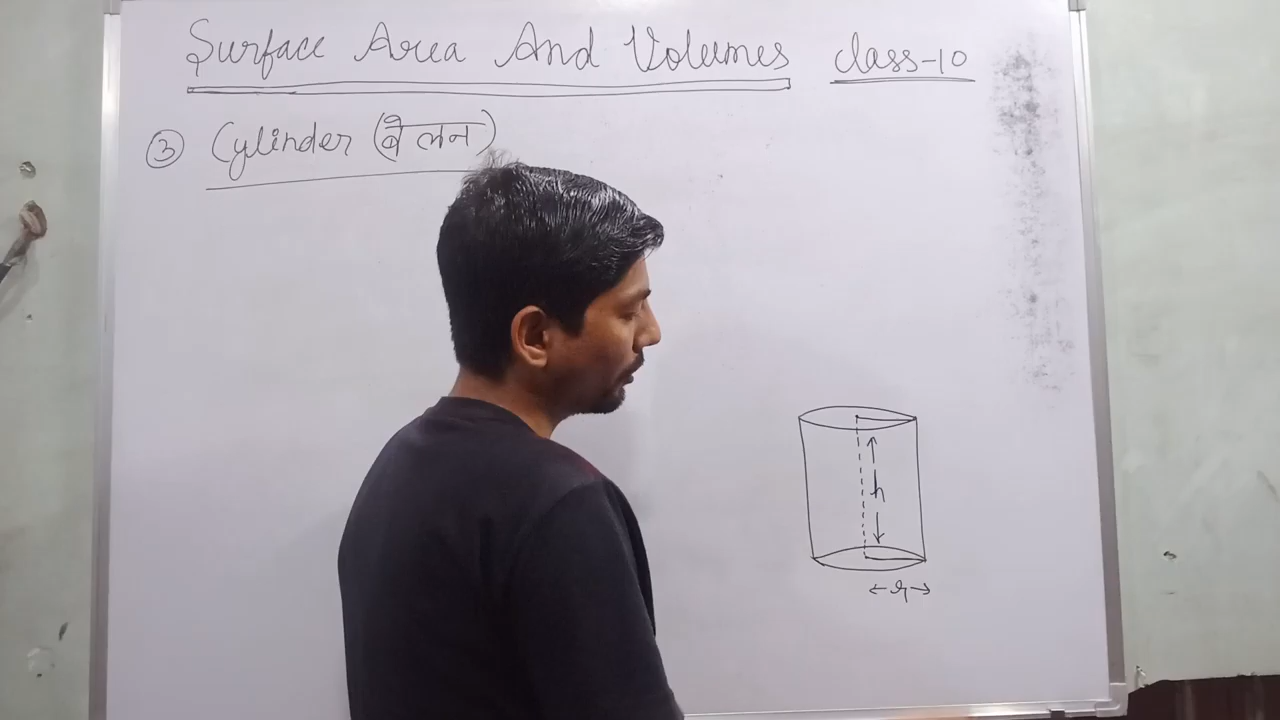 Surface Area And Volumes Class-10
③ Cylinder (बेलन)
h
r